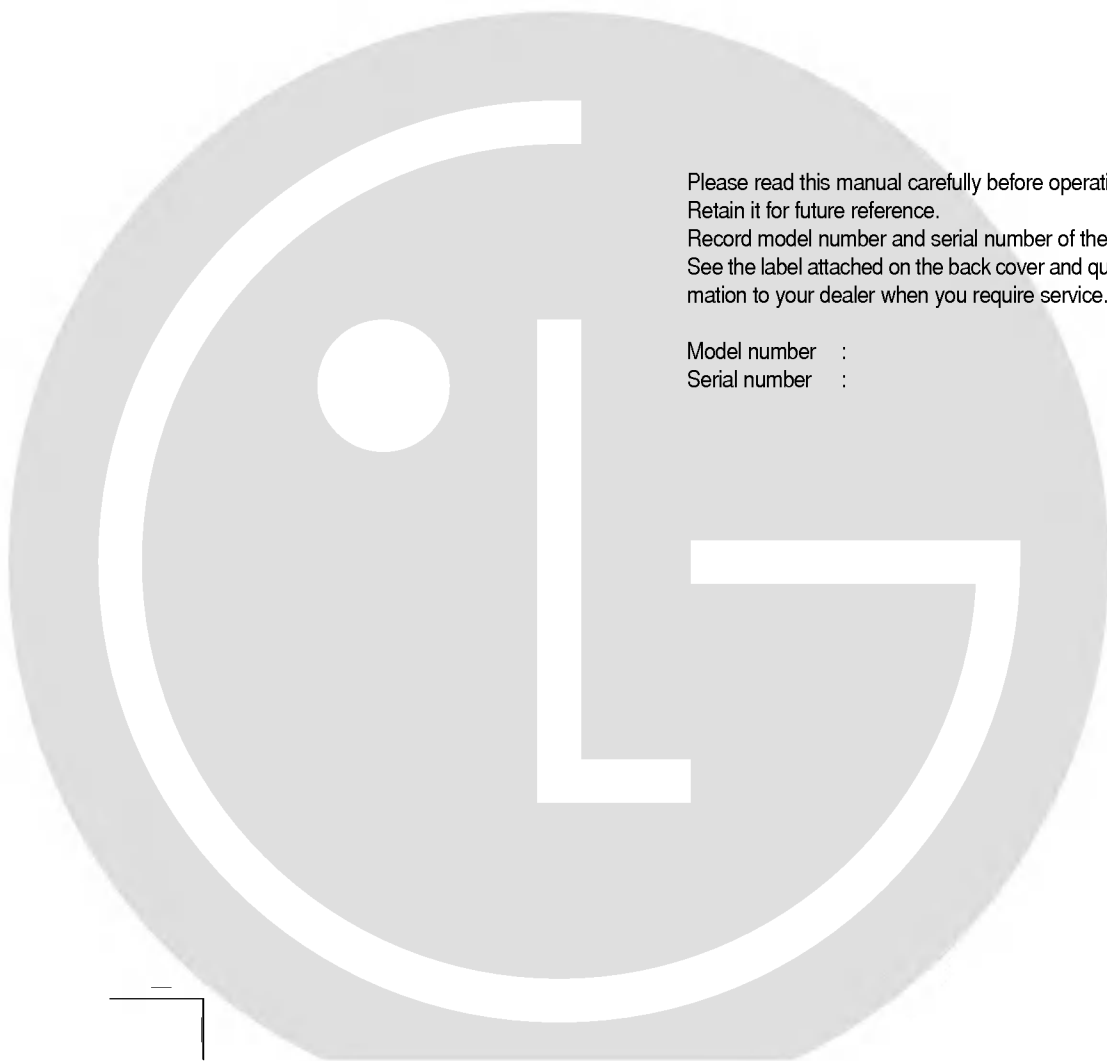 Please read this manual carefully before operati
Retain it for future reference.
Record model number and serial number of the
See the label attached on the back cover and qu
mation to your dealer when you require service.
Model number :
Serial number :